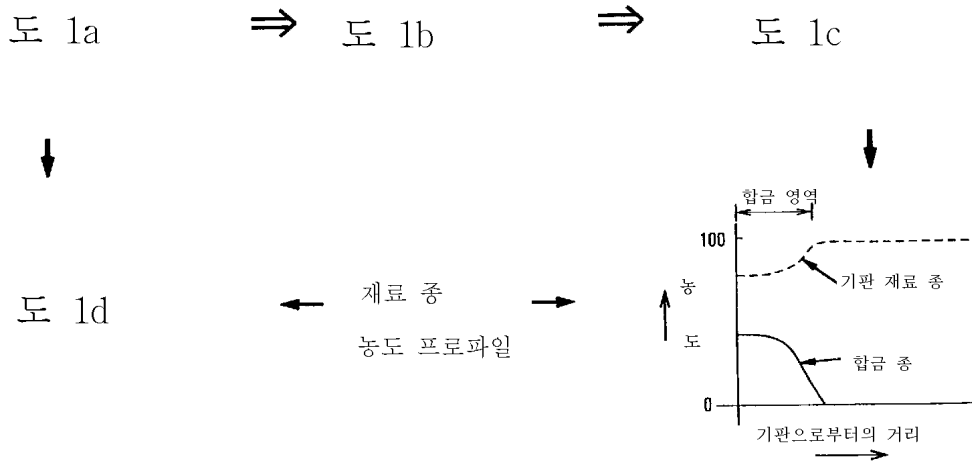 도 1a ⇒ 도 1b ⇒ 도 1c
합금 영역
100
기판 재료 종
농
도
도 1d
재료 종
농도 프로파일
합금 종
0
기판으로부터의 거리